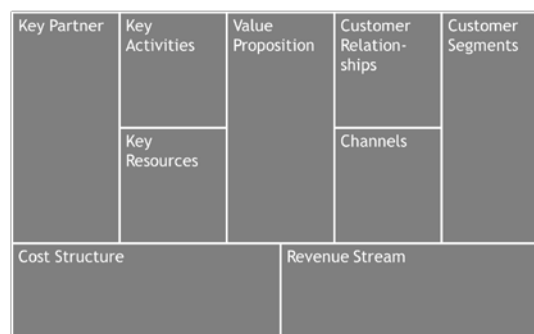 Key Partner
Key
Activities
Value
Proposition
Customer
Relation-
ships
Customer
Segments
Key
Resources
Channels
Cost Structure
Revenue Stream